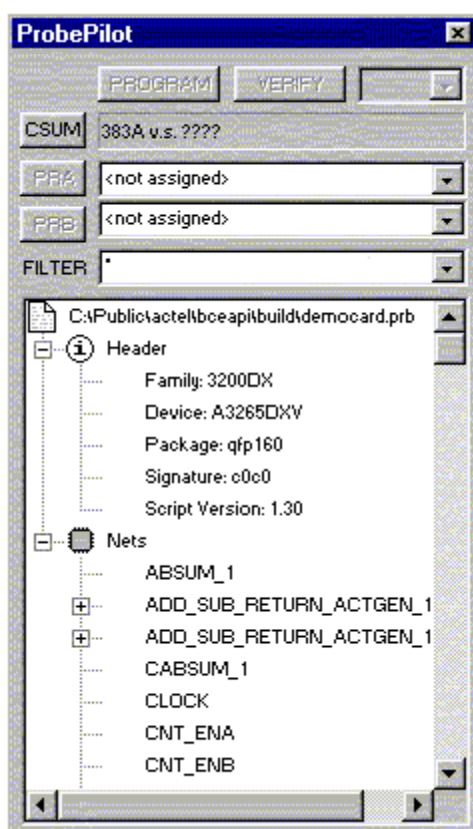 ProbePilot
PROGRAM VERIFY
CSUM 383A v.s. ????
PRA <not assigned>
PRB <not assigned>
FILTER *
C:\Public\actel\bceapi\build\democard.prb
Header
Family: 3200DX
Device: A3265DXV
Package: qfp160
Signature: c0c0
Script Version: 1.30
Nets
ABSUM_1
ADD_SUB_RETURN_ACTGEN_1
ADD_SUB_RETURN_ACTGEN_1
CABSUM_1
CLOCK
CNT_ENA
CNT_ENB